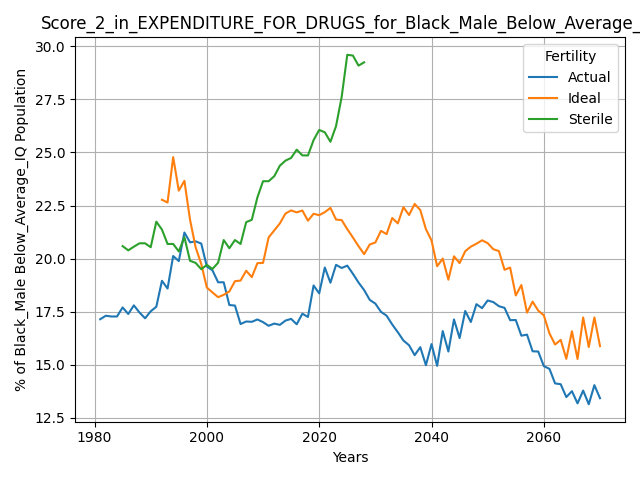 Score_2_in_EXPENDITURE_FOR_DRUGS_for_Black_Male_Below_Average_
Fertility
Actual
Ideal
Sterile
% of Black_Male Below_Average_IQ Population
30.0
27.5
25.0
22.5
20.0
17.5
15.0
12.5
1980
2000
2020
2040
2060
Years